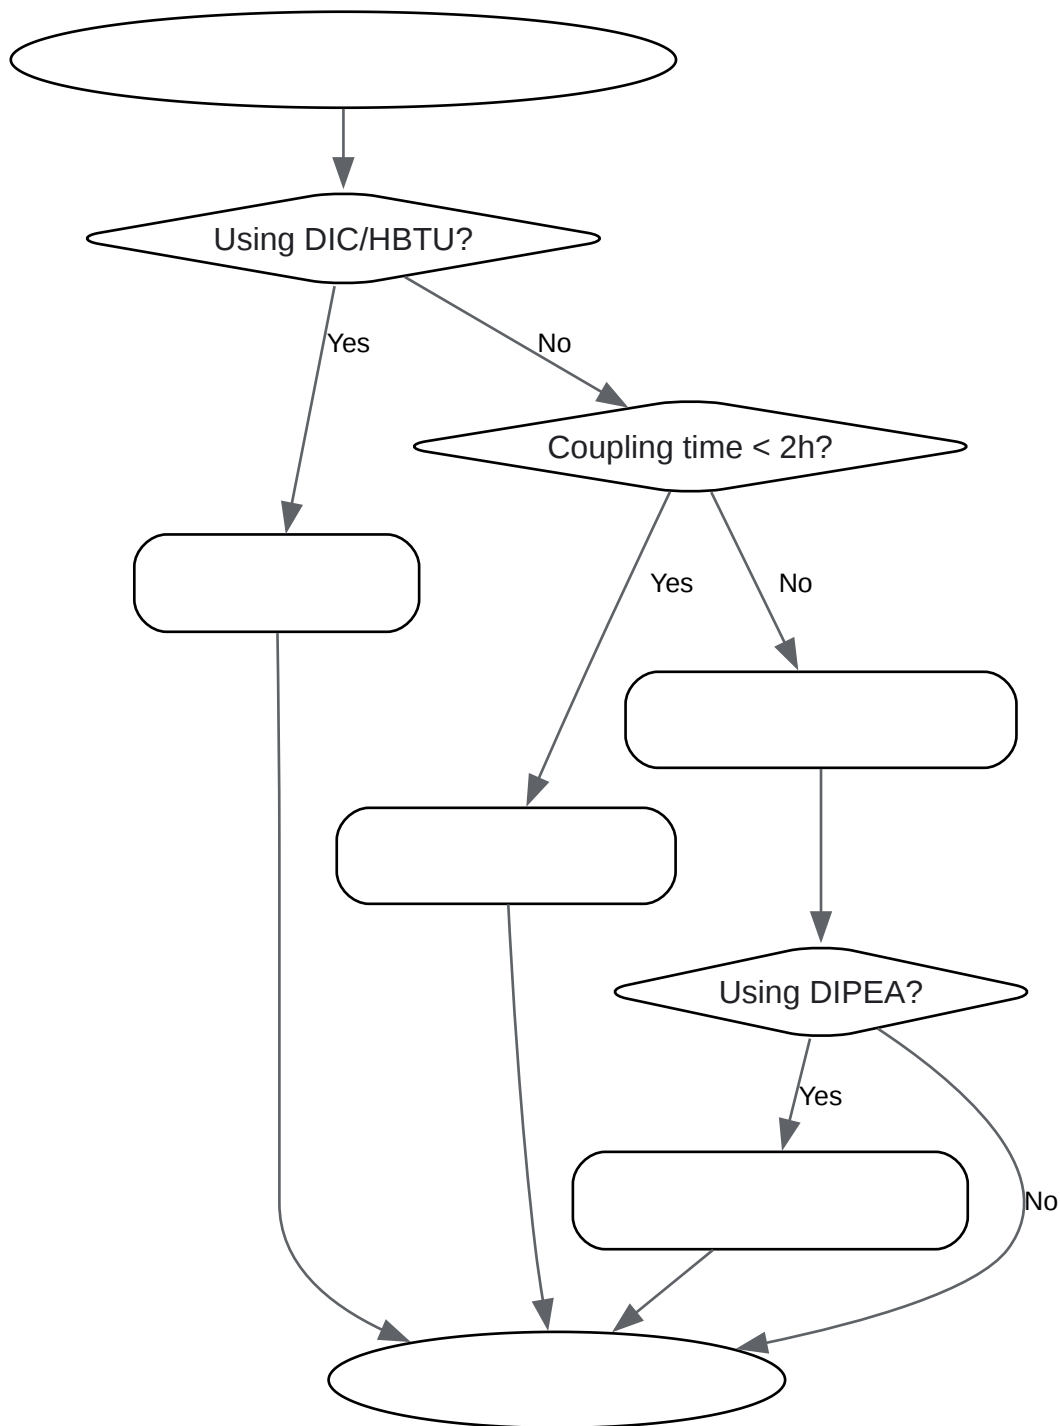 Using DIC/HBTU?
Yes
No
Coupling time < 2h?
Yes
No
Using DIPEA?
Yes
No